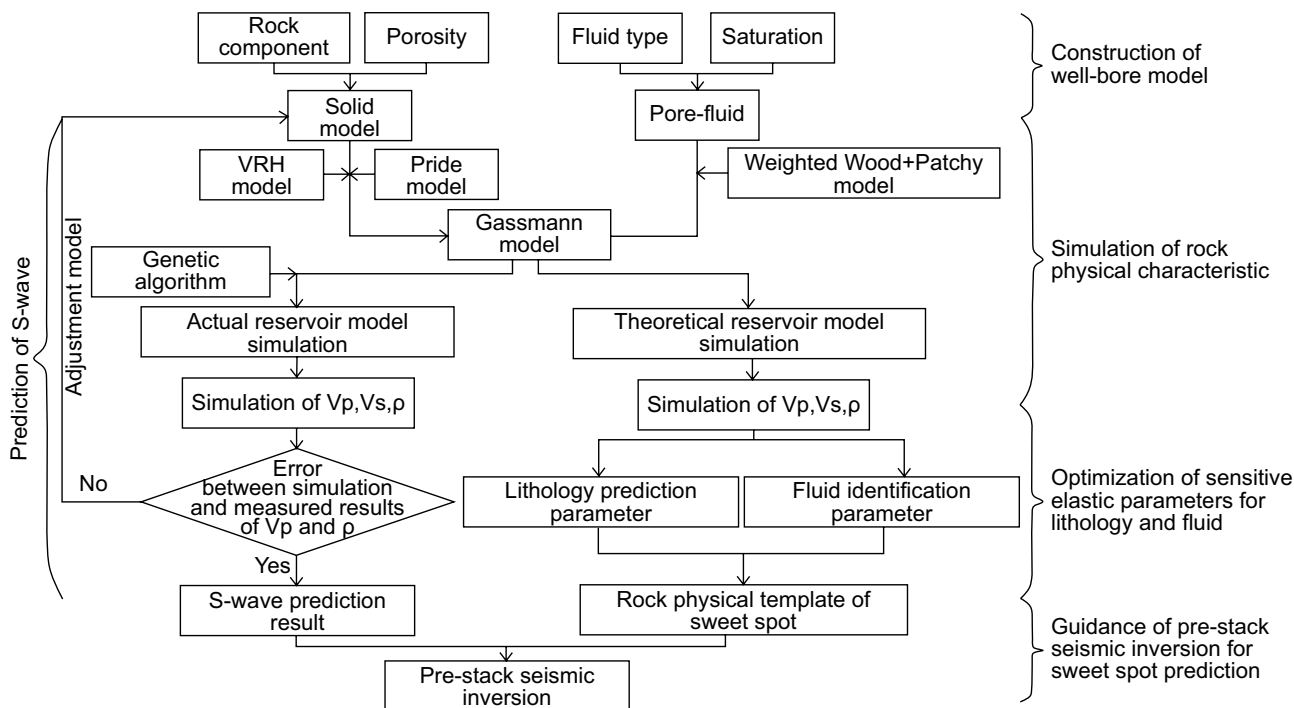 Rock
component
Porosity
Fluid type
Saturation
Construction of
well-bore model
Solid
model
Pore-fluid
VRH
model
Pride
model
Weighted Wood+Patchy
model
Gassmann
model
Simulation of rock
physical characteristic
Genetic
algorithm
Actual reservoir model
simulation
Theoretical reservoir model
simulation
Prediction of S-wave
Adjustment model
Simulation of Vp,Vs,ρ
Simulation of Vp,Vs,ρ
Error
between simulation
and measured results
of Vp and ρ
No
Yes
Lithology prediction
parameter
Fluid identification
parameter
Optimization of sensitive
elastic parameters for
lithology and fluid
S-wave prediction
result
Rock physical template of
sweet spot
Guidance of pre-stack
seismic inversion for
sweet spot prediction
Pre-stack seismic
inversion